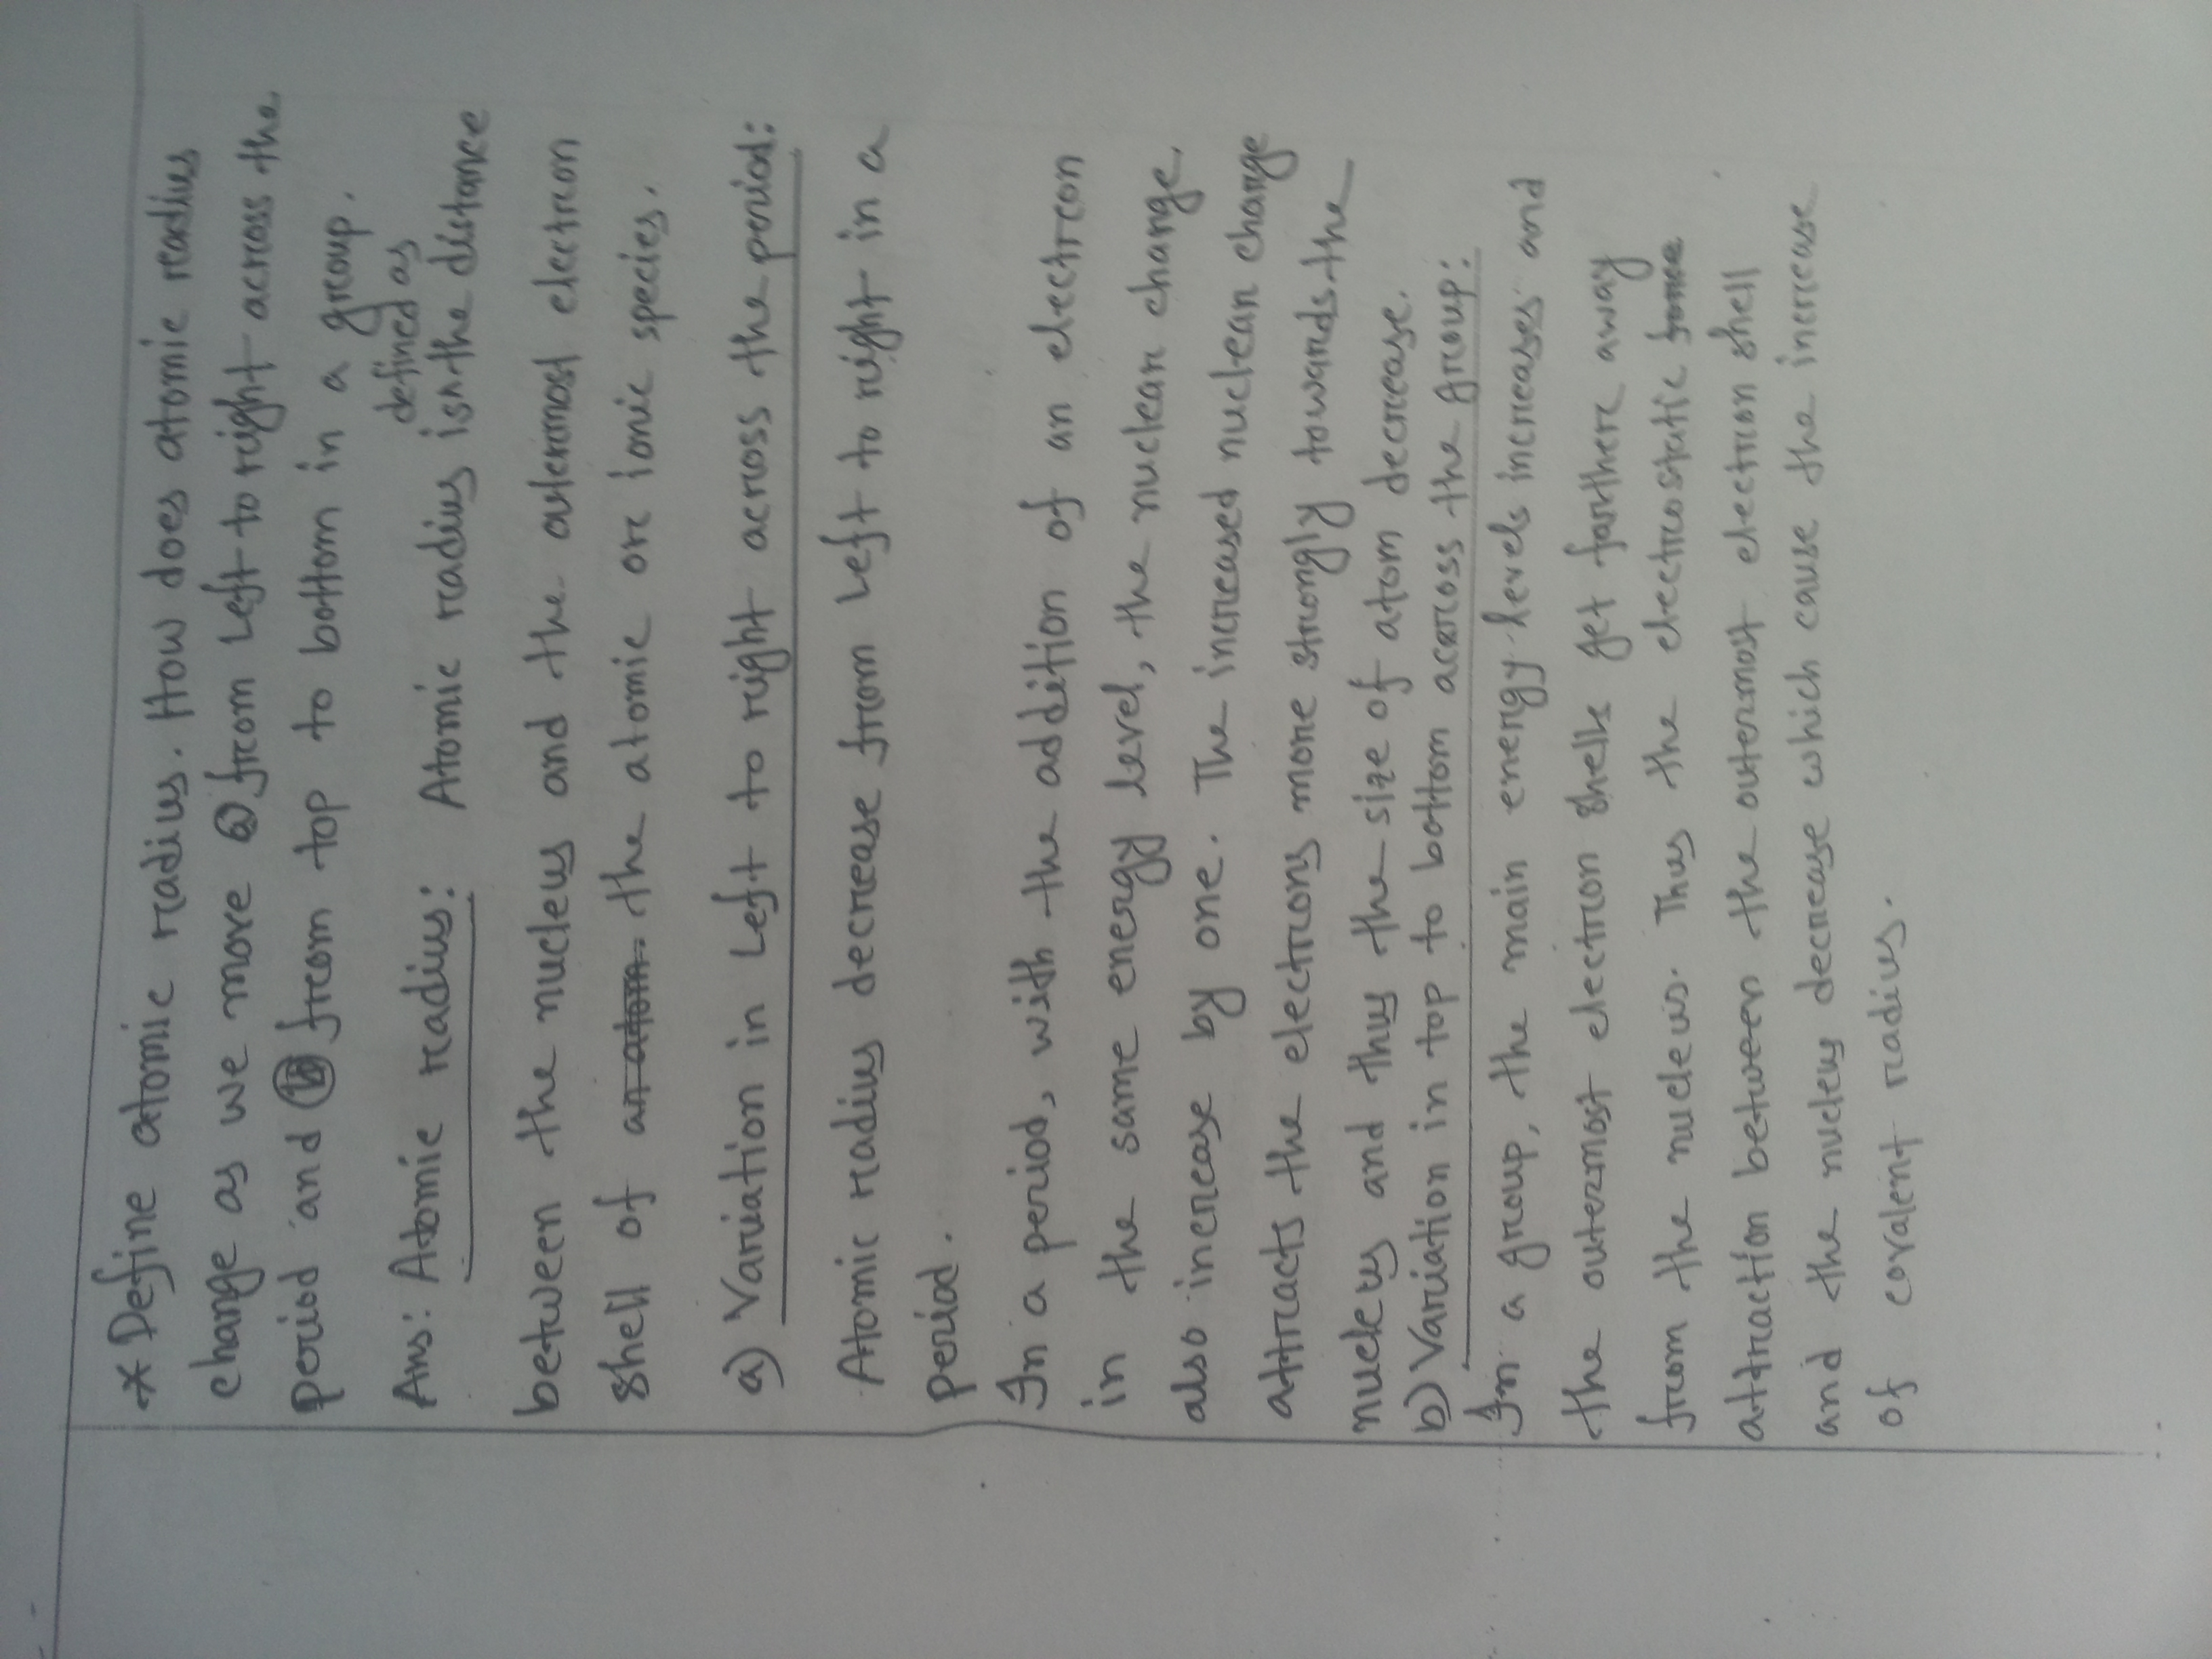 * Define atomic radius. How does atomic radius
change as we move (a) from Left to right across the
period and (b) from top to bottom in a group.
defined as
Ans: Atomic radius: Atomic radius is the distance
between the nucleus and the outermost electron
shell of an atom. the atomic or ionic species.
a) Variation in Left to right across the period:
Atomic radius decrease from Left to right in a
period.
In a period, with the addition of an electron
in the same energy level, the nuclear charge
also increase by one. The increased nuclear charge
attracts the electrons more strongly towards the
nucleus and thus the size of atom decrease.
b) Variation in top to bottom across the group:
In a group, the main energy levels increases and
the outermost electron shells get farther away
from the nucleus. Thus the electrostatic force
attraction between the outermost electron shell
and the nucleus decrease which cause the increase
of covalent radius.